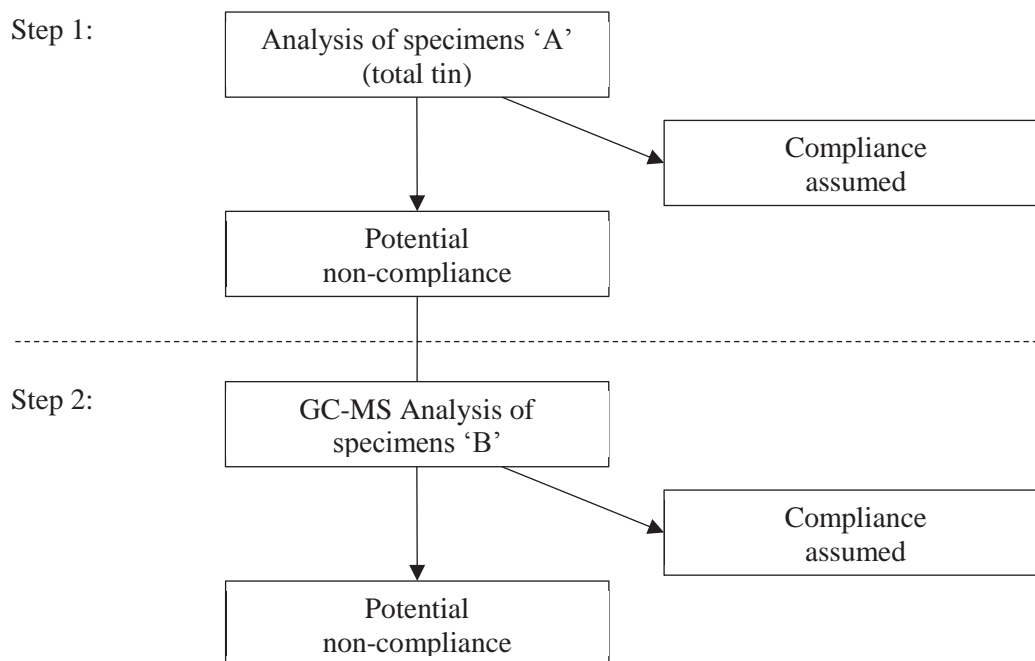 Step 1:
Analysis of specimens ‘A’
(total tin)
Compliance
assumed
Potential
non-compliance
Step 2:
GC-MS Analysis of
specimens ‘B’
Compliance
assumed
Potential
non-compliance